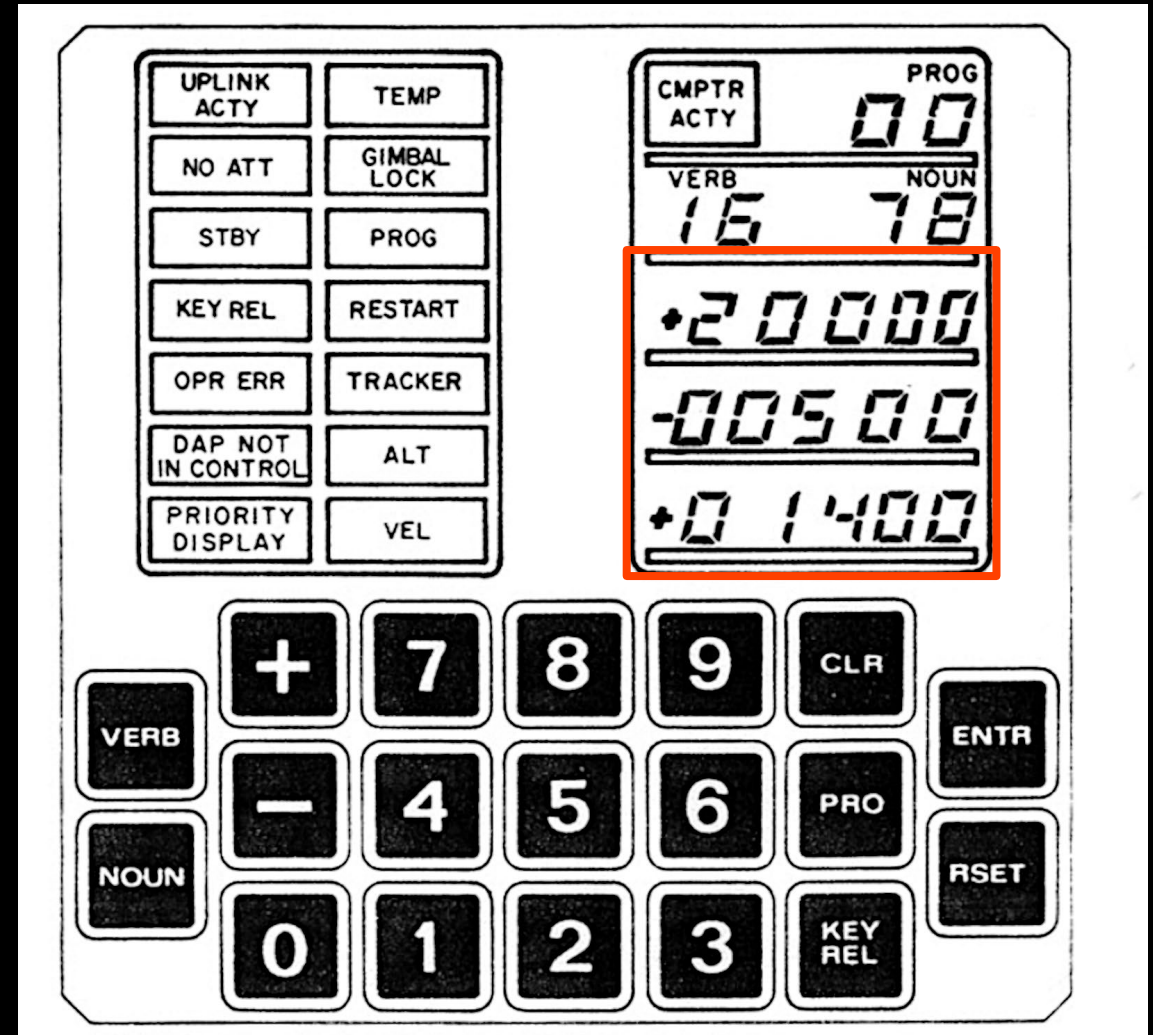 UPLINK ACTY
TEMP
NO ATT
GIMBAL LOCK
STBY
PROG
KEY REL
RESTART
OPR ERR
TRACKER
DAP NOT IN CONTROL
ALT
PRIORITY DISPLAY
VEL
CMPTR ACTY
PROG
00
VERB
NOUN
16
78
+20000
-00500
+01400
VERB
NOUN
+
7
8
9
CLR
-
4
5
6
PRO
0
1
2
3
KEY REL
ENTR
RSET